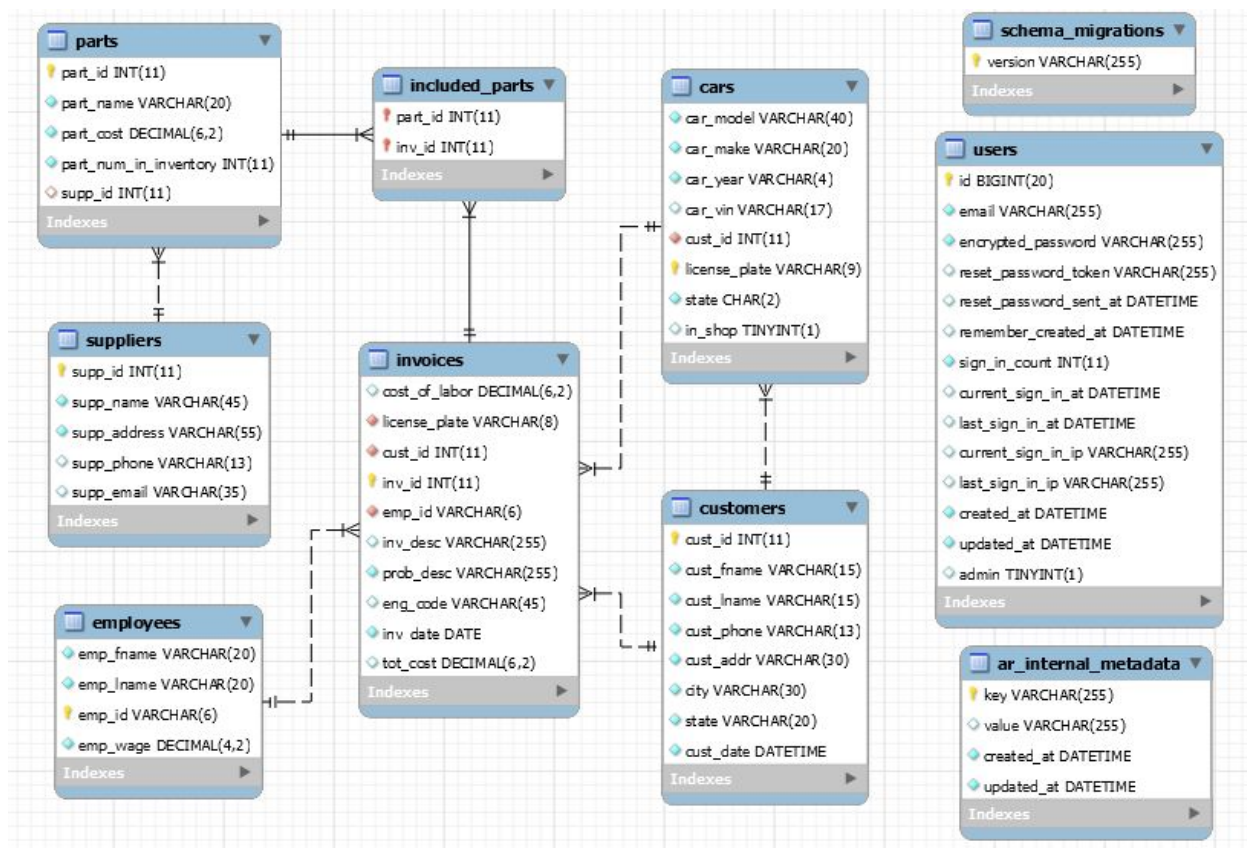 parts
part_id INT(11)
part_name VARCHAR(20)
part_cost DECIMAL(6,2)
part_num_in_inventory INT(11)
supp_id INT(11)
Indexes
included_parts
part_id INT(11)
inv_id INT(11)
Indexes
cars
car_model VARCHAR(40)
car_make VARCHAR(20)
car_year VARCHAR(4)
car_vin VARCHAR(17)
cust_id INT(11)
license_plate VARCHAR(9)
state CHAR(2)
in_shop TINYINT(1)
Indexes
schema_migrations
version VARCHAR(255)
Indexes
users
id BIGINT(20)
email VARCHAR(255)
encrypted_password VARCHAR(255)
reset_password_token VARCHAR(255)
reset_password_sent_at DATETIME
remember_created_at DATETIME
sign_in_count INT(11)
current_sign_in_at DATETIME
last_sign_in_at DATETIME
current_sign_in_ip VARCHAR(255)
last_sign_in_ip VARCHAR(255)
created_at DATETIME
updated_at DATETIME
admin TINYINT(1)
Indexes
suppliers
supp_id INT(11)
supp_name VARCHAR(45)
supp_address VARCHAR(55)
supp_phone VARCHAR(13)
supp_email VARCHAR(35)
Indexes
invoices
cost_of_labor DECIMAL(6,2)
license_plate VARCHAR(8)
cust_id INT(11)
inv_id INT(11)
emp_id VARCHAR(6)
inv_desc VARCHAR(255)
prob_desc VARCHAR(255)
eng_code VARCHAR(45)
inv_date DATE
tot_cost DECIMAL(6,2)
Indexes
customers
cust_id INT(11)
cust_fname VARCHAR(15)
cust_lname VARCHAR(15)
cust_phone VARCHAR(13)
cust_addr VARCHAR(30)
city VARCHAR(30)
state VARCHAR(20)
cust_date DATETIME
Indexes
employees
emp_fname VARCHAR(20)
emp_lname VARCHAR(20)
emp_id VARCHAR(6)
emp_wage DECIMAL(4,2)
Indexes
ar_internal_metadata
key VARCHAR(255)
value VARCHAR(255)
created_at DATETIME
updated_at DATETIME
Indexes